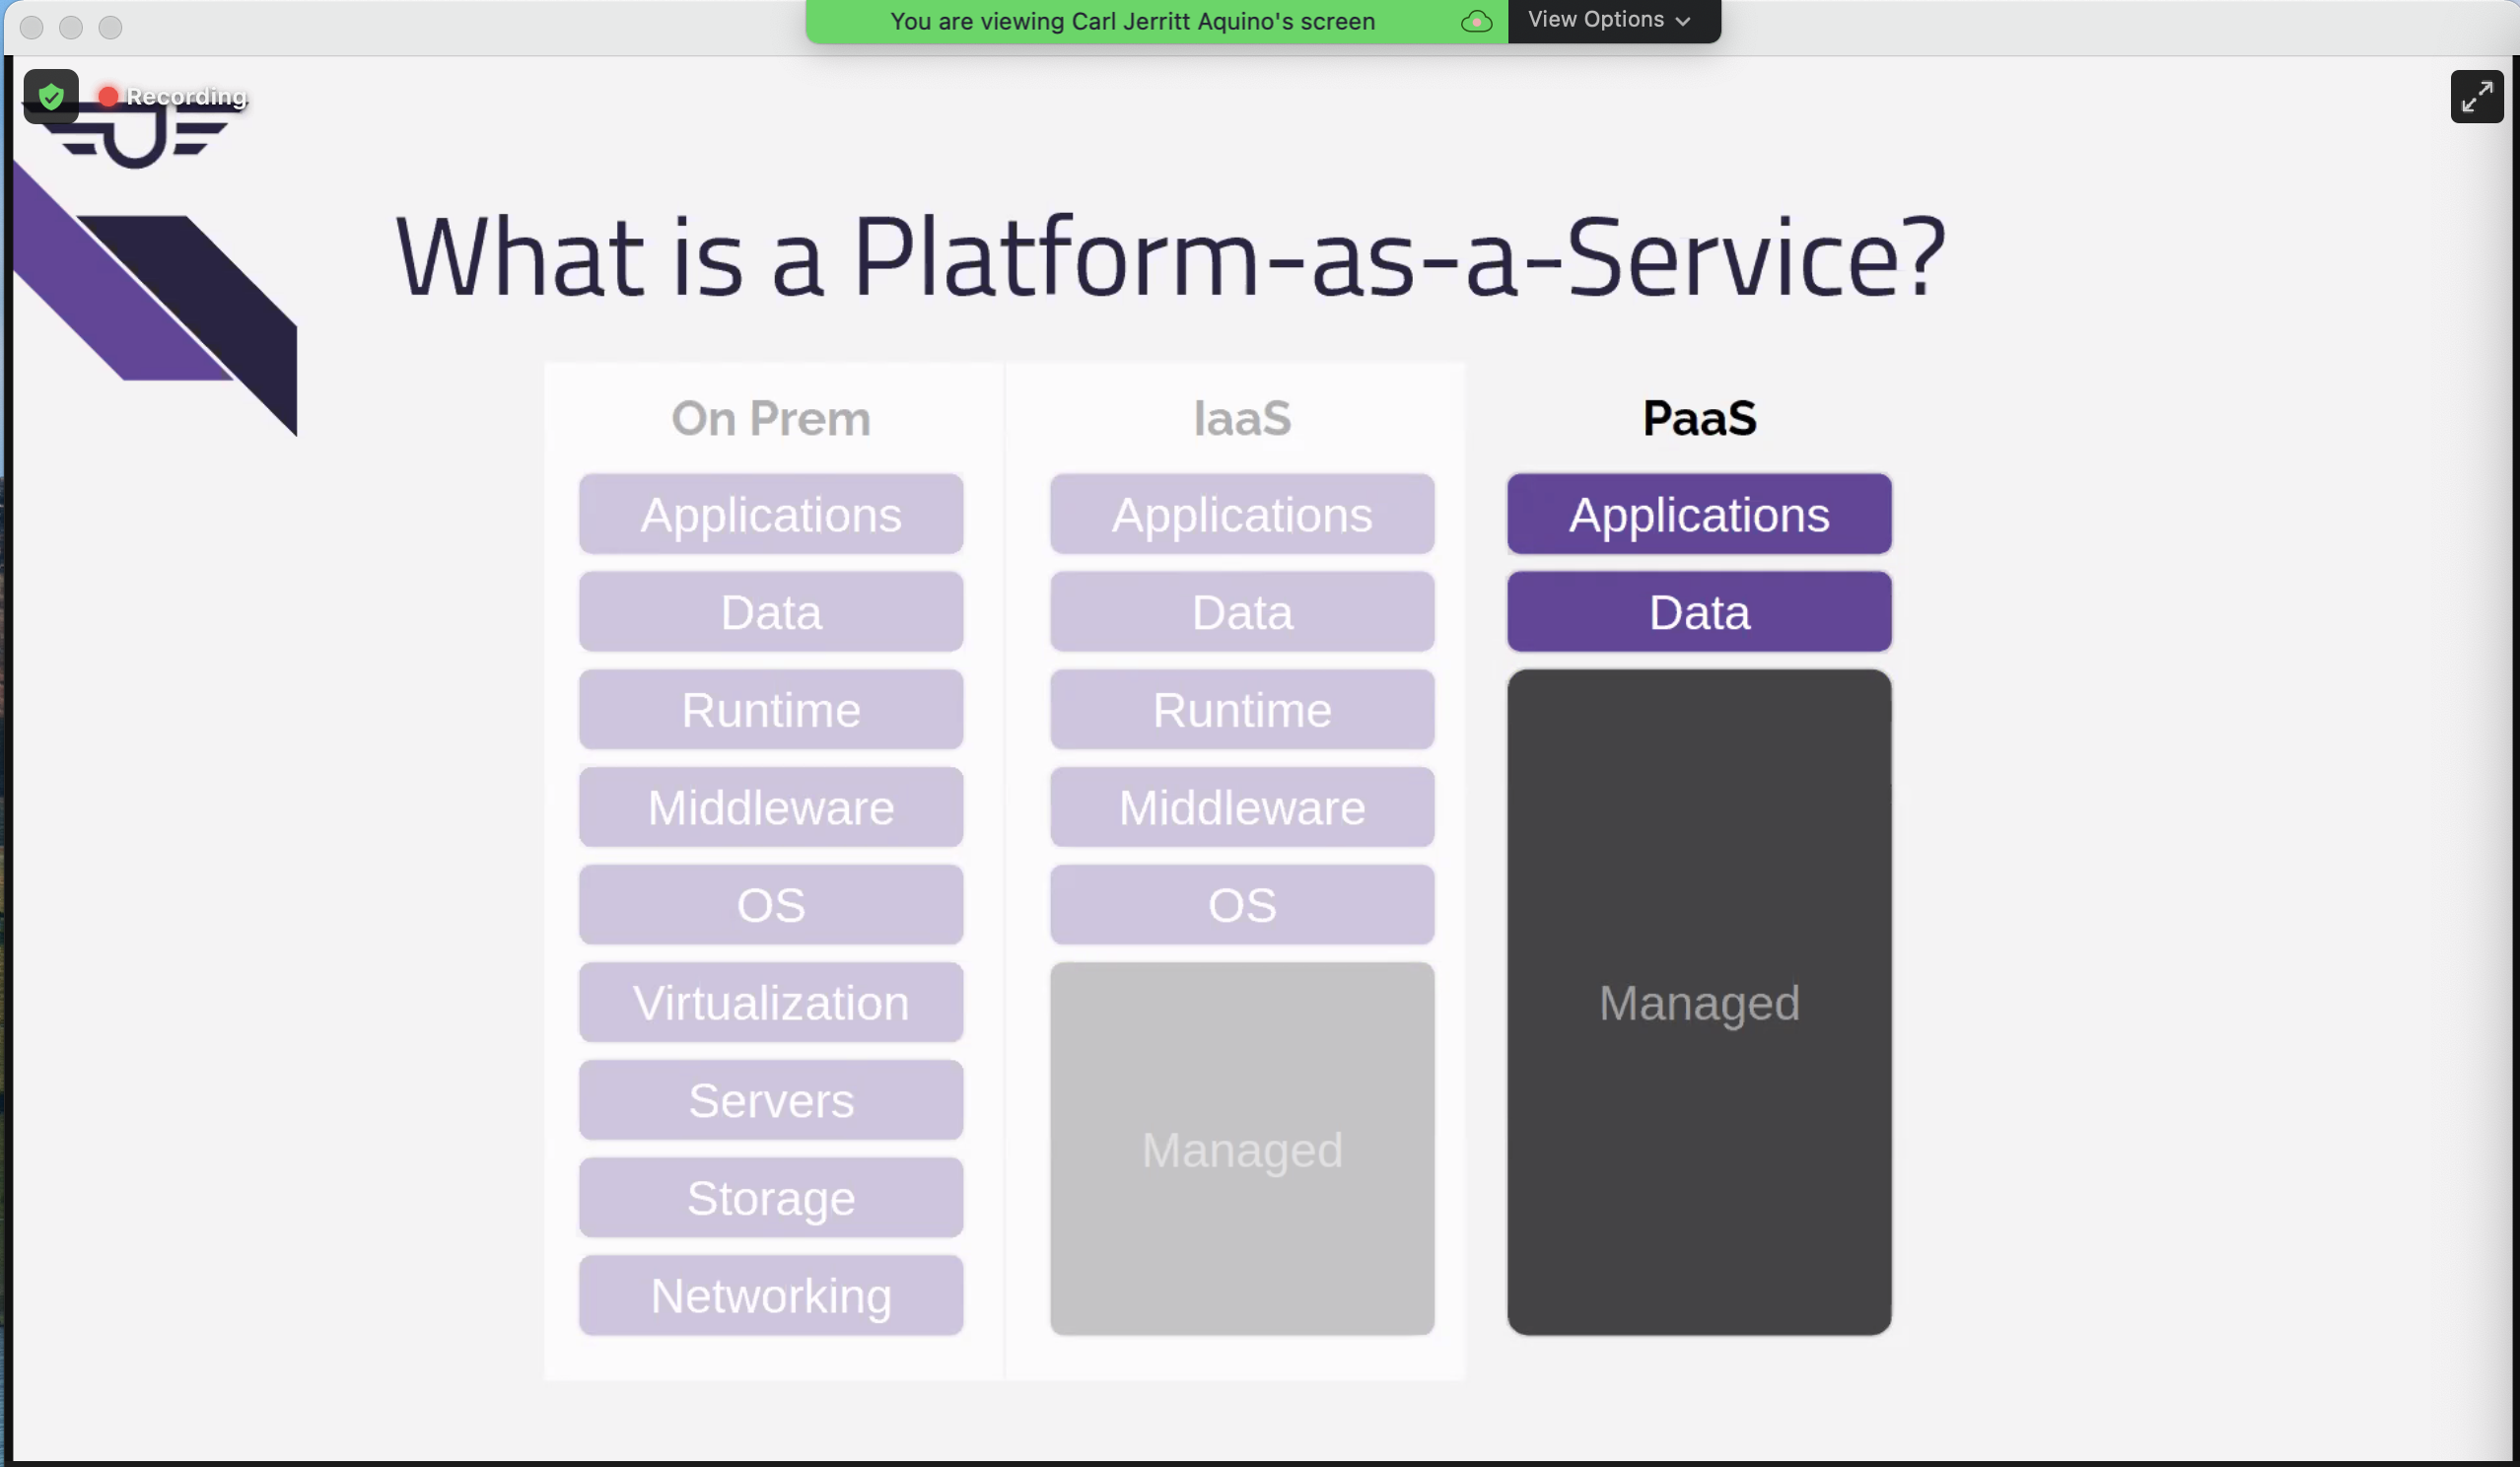 You are viewing Carl Jerritt Aquino's screen
View Options
Recording
What is a Platform-as-a-Service?
On Prem
Applications
Data
Runtime
Middleware
OS
Virtualization
Servers
Storage
Networking
IaaS
Applications
Data
Runtime
Middleware
OS
Managed
PaaS
Applications
Data
Managed